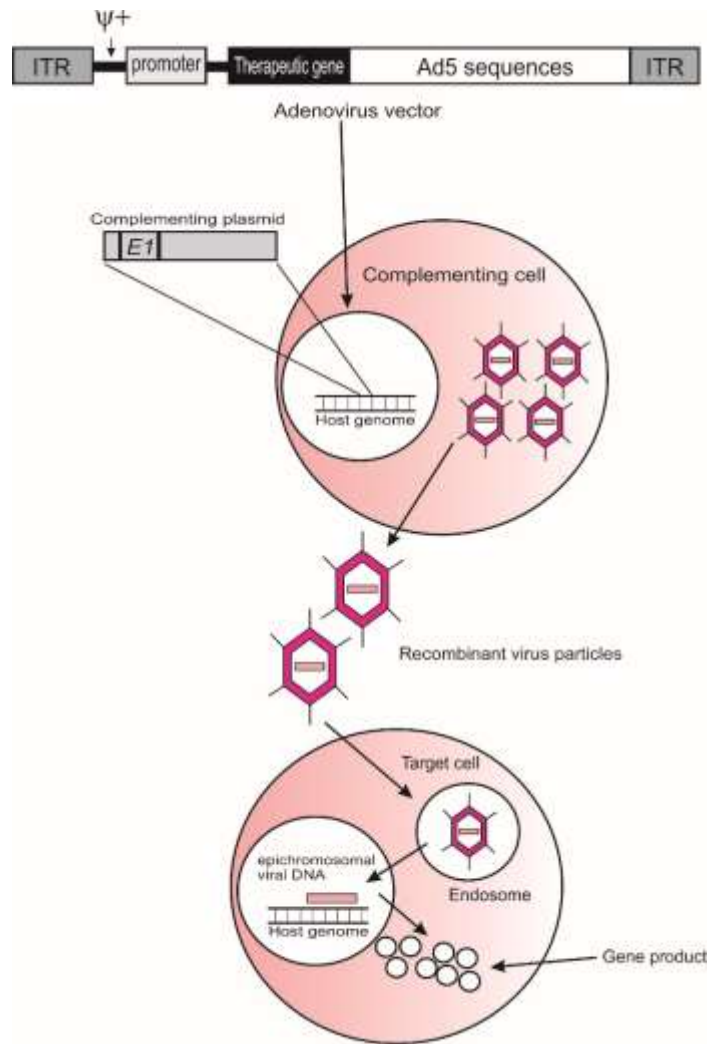 Ψ+
ITR promoter Therapeutic gene Ad5 sequences ITR
Adenovirus vector
Complementing plasmid
E1
Complementing cell
Host genome
Recombinant virus particles
Target cell
epichromosomal
viral DNA
Endosome
Host genome
Gene product